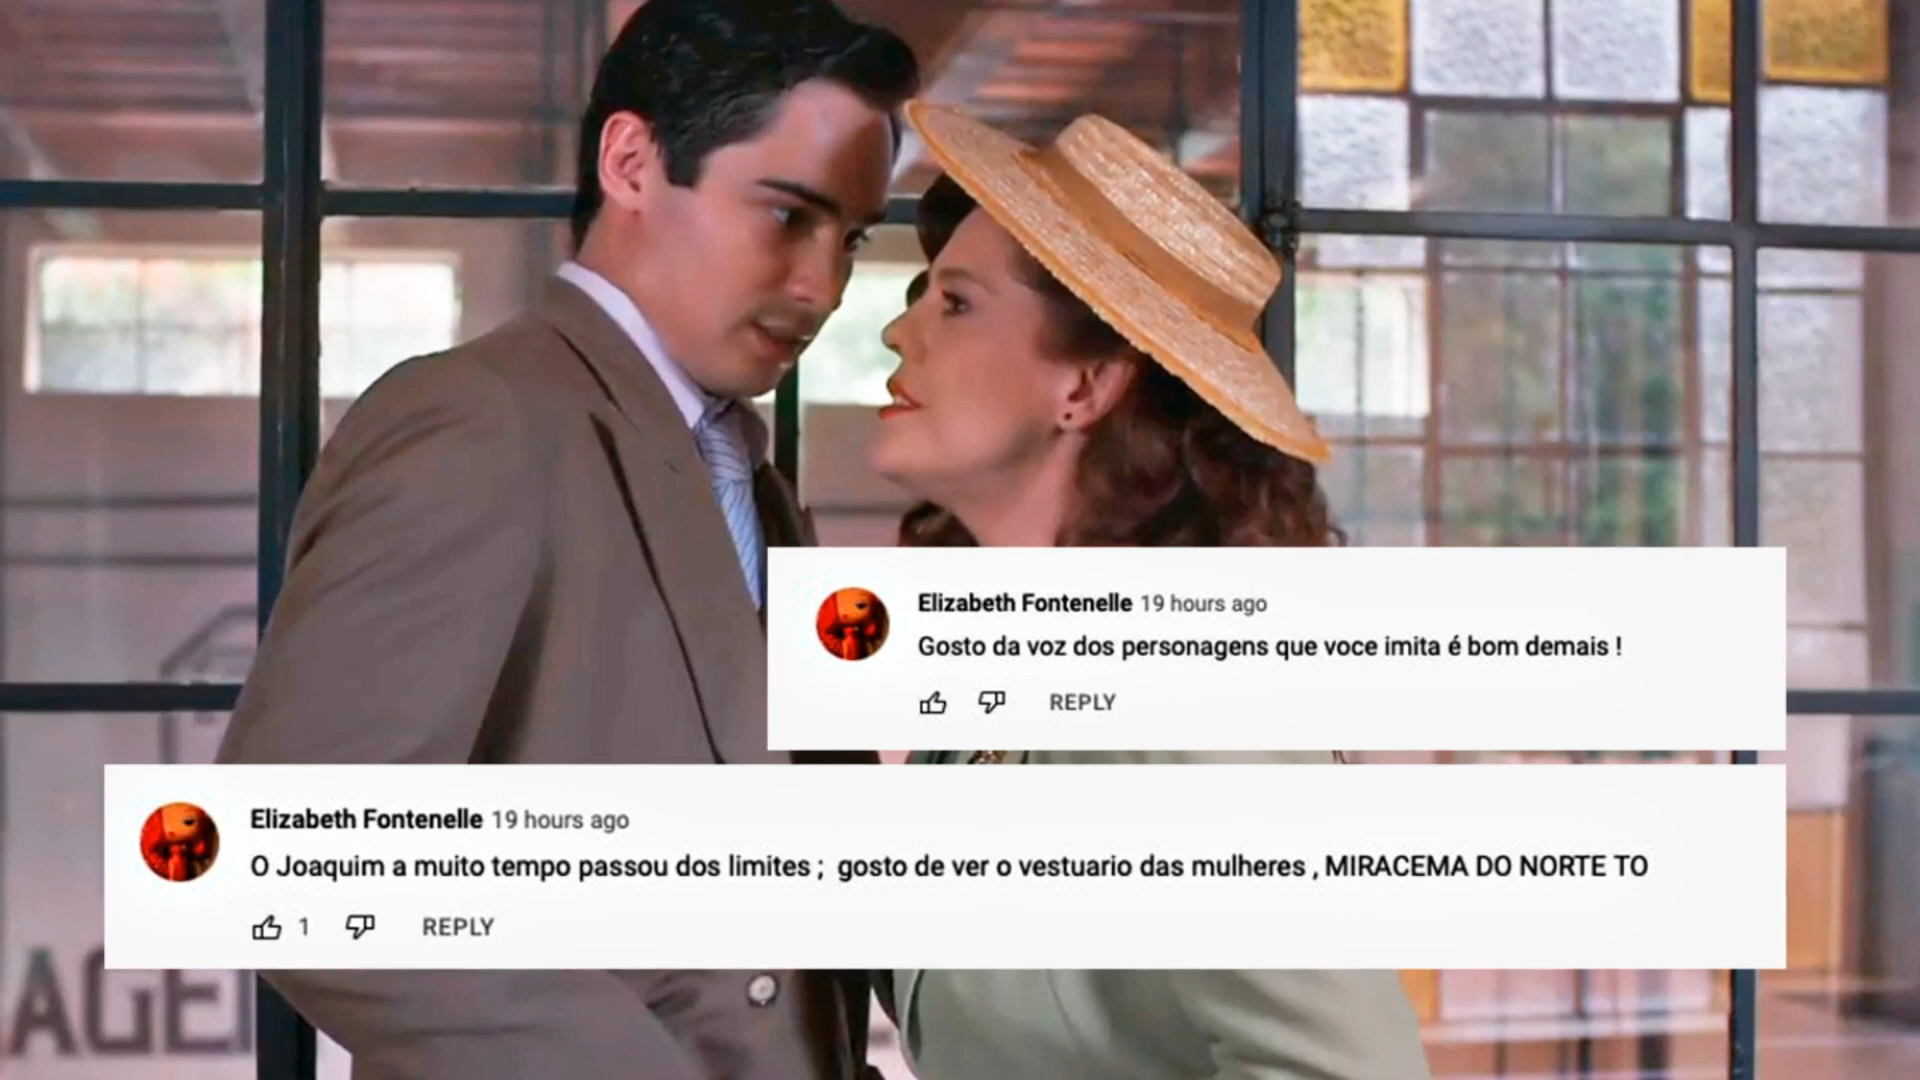 Elizabeth Fontenelle 19 hours ago
Gosto da voz dos personagens que voce imita é bom demais !
REPLY
Elizabeth Fontenelle 19 hours ago
O Joaquim a muito tempo passou dos limites ; gosto de ver o vestuario das mulheres , MIRACEMA DO NORTE TO
1 REPLY
AGE